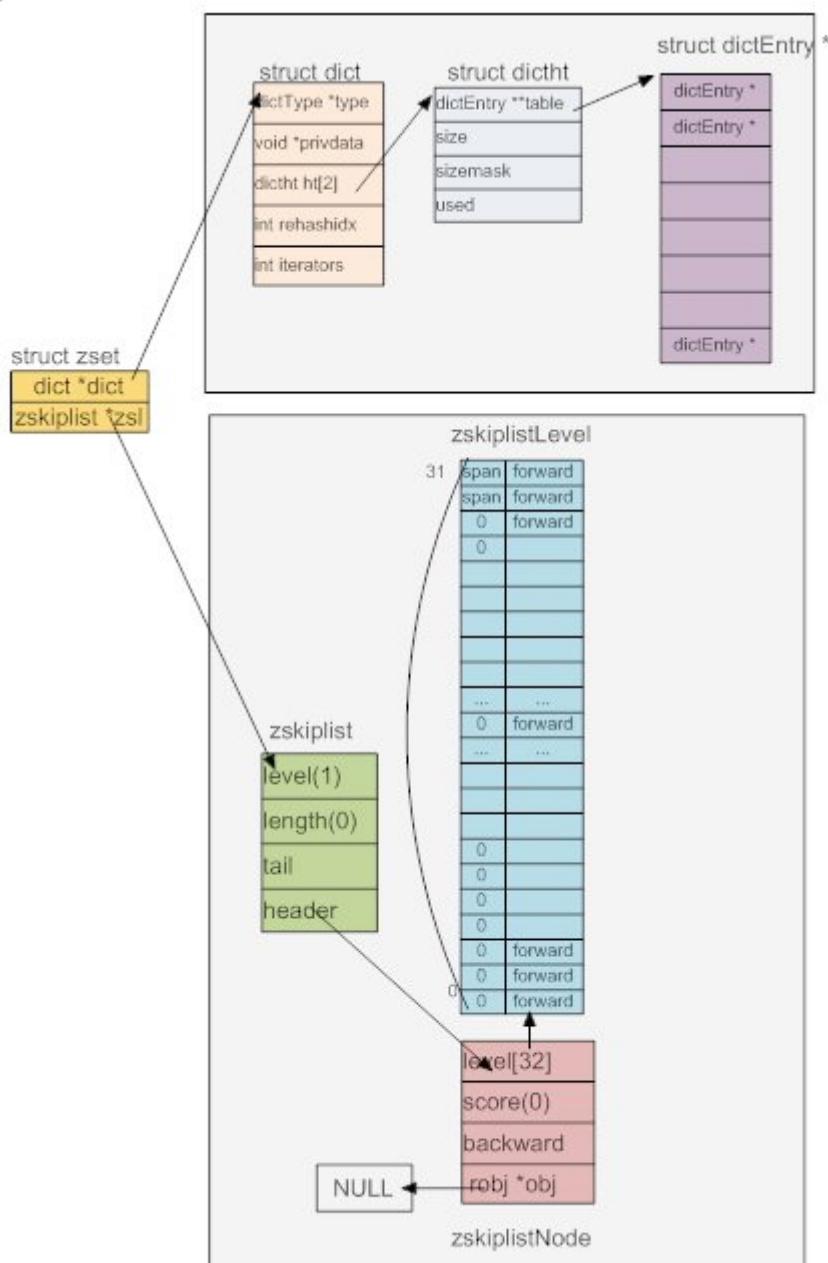 struct dictEntry *
struct dict
struct dictht
dictType *type
void *privdata
dictht ht[2]
int rehashidx
int iterators
dictEntry **table
size
sizemask
used
dictEntry *
dictEntry *
dictEntry *
struct zset
dict *dict
zskiplist *zsl
zskiplistLevel
31
span forward
span forward
0 forward
0
... ...
0 forward
... ...
0
0
0
0
0 forward
0 forward
0 0 forward
zskiplist
level(1)
length(0)
tail
header
level[32]
score(0)
backward
robj *obj
NULL
zskiplistNode